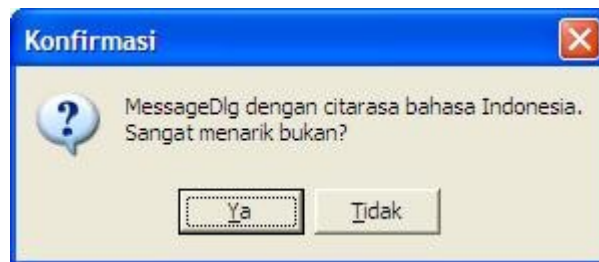 Konfirmasi
MessageDlg dengan citarasa bahasa Indonesia.
Sangat menarik bukan?
Ya
Tidak